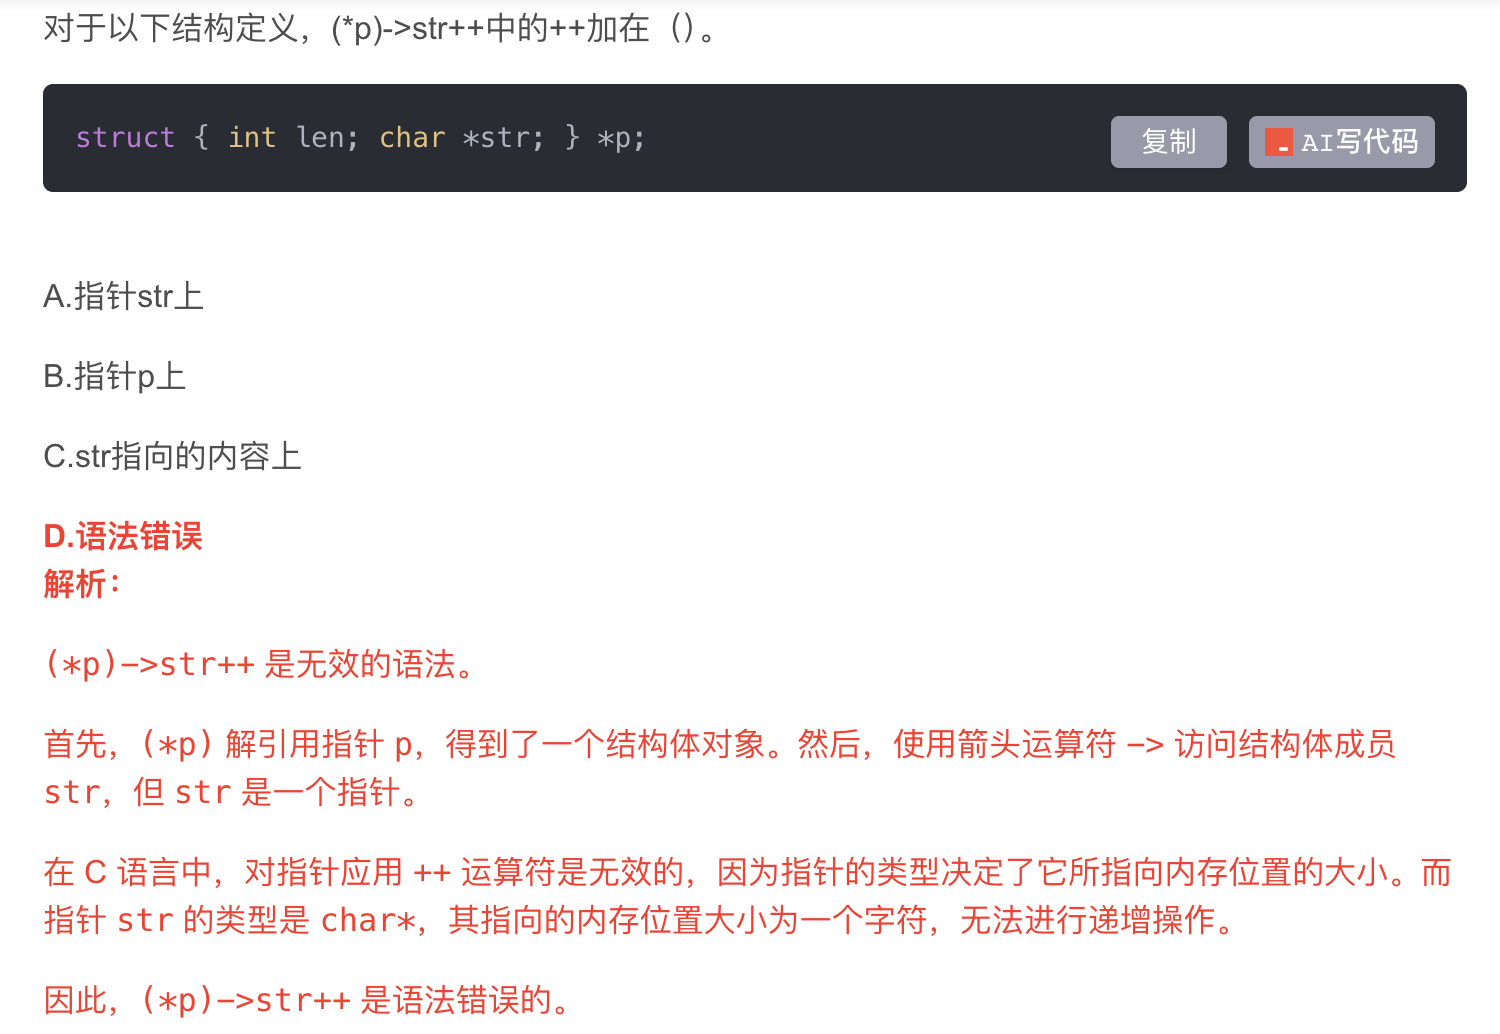 对于以下结构定义，(*p)->str++中的++加在（）。
struct { int len; char *str; } *p;
复制
AI写代码
A.指针str上
B.指针p上
C.str指向的内容上
D.语法错误
解析：
(*p)->str++ 是无效的语法。
首先，(*p) 解引用指针 p，得到了一个结构体对象。然后，使用箭头运算符 -> 访问结构体成员
str，但 str 是一个指针。
在 C 语言中，对指针应用 ++ 运算符是无效的，因为指针的类型决定了它所指向内存位置的大小。而
指针 str 的类型是 char*，其指向的内存位置大小为一个字符，无法进行递增操作。
因此，(*p)->str++ 是语法错误的。